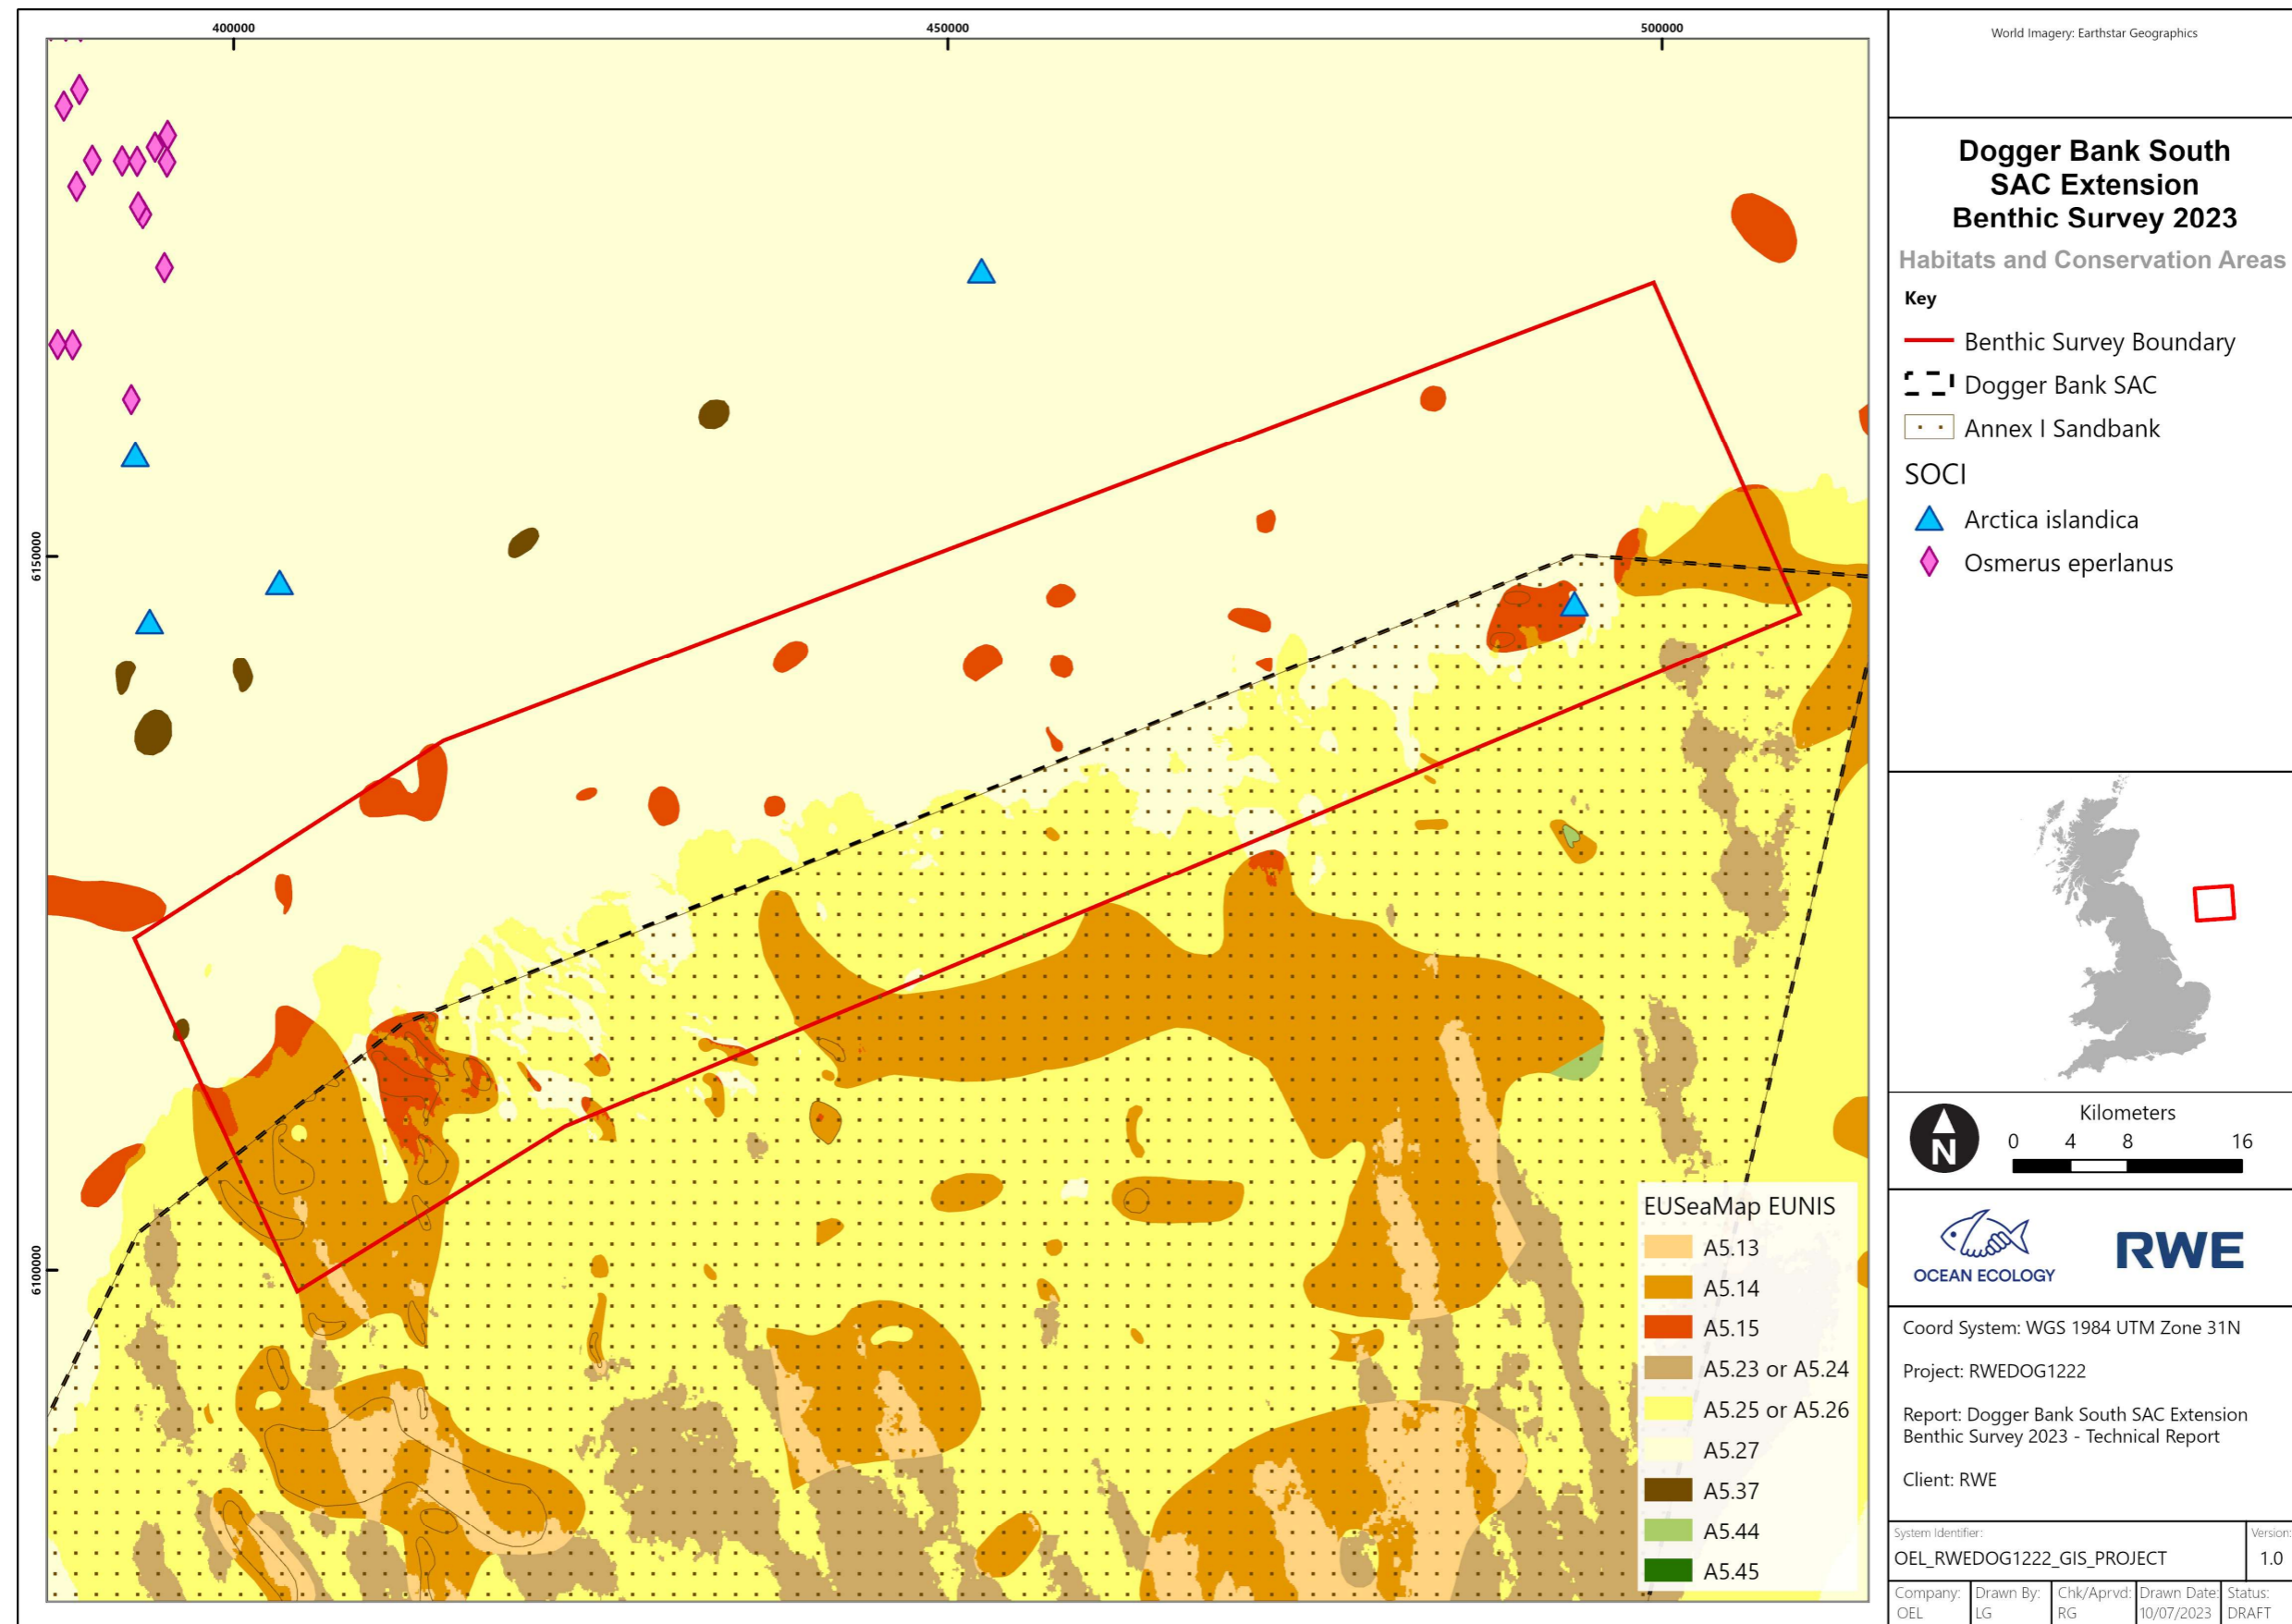 400000
450000
500000
6150000
6100000
EUSeaMap EUNIS
A5.13
A5.14
A5.15
A5.23 or A5.24
A5.25 or A5.26
A5.27
A5.37
A5.44
A5.45
World Imagery: Earthstar Geographics
Dogger Bank South
SAC Extension
Benthic Survey 2023
Habitats and Conservation Areas
Key
Benthic Survey Boundary
Dogger Bank SAC
Annex I Sandbank
SOCI
Arctica islandica
Osmerus eperlanus
N
Kilometers
0 4 8 16
OCEAN ECOLOGY
RWE
Coord System: WGS 1984 UTM Zone 31N
Project: RWEDOG1222
Report: Dogger Bank South SAC Extension
Benthic Survey 2023 - Technical Report
Client: RWE
System Identifier: Version:
OEL_RWEDOG1222_GIS_PROJECT 1.0
Company: Drawn By: Chk/Aprvd: Drawn Date: Status:
OEL LG RG 10/07/2023 DRAFT